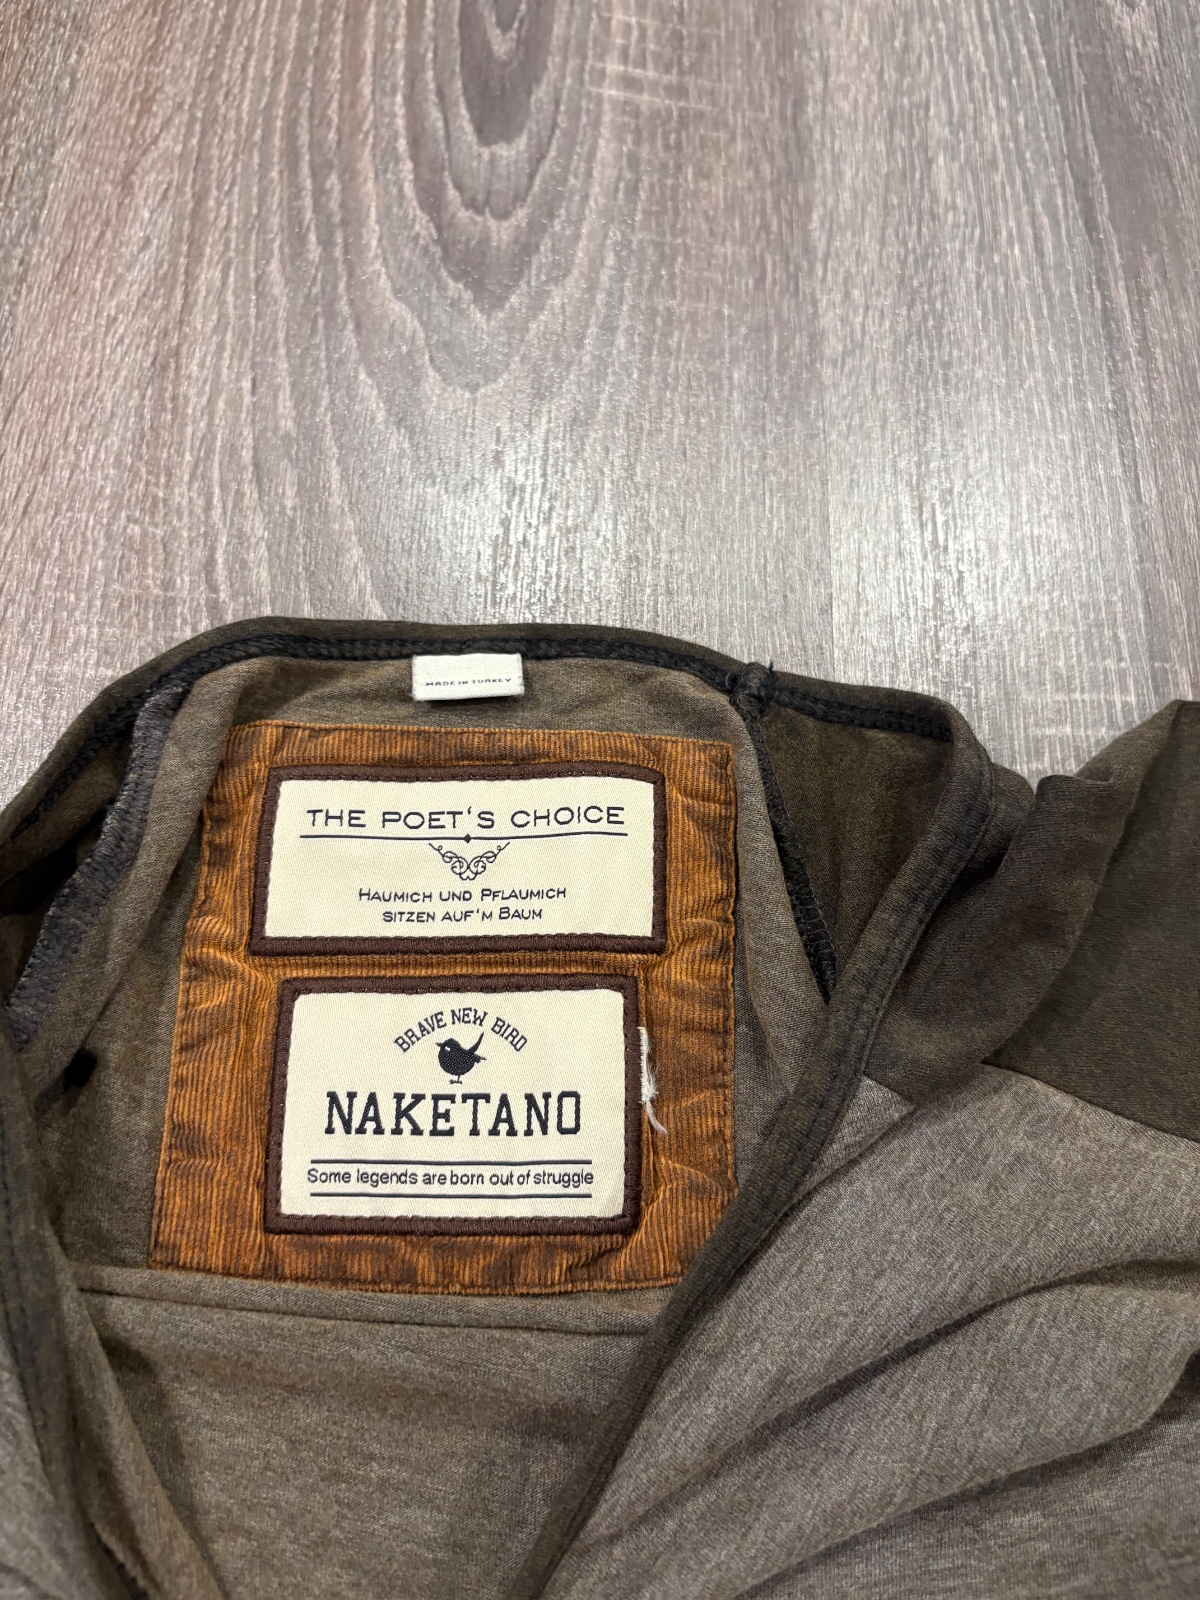 MADE IN TURKEY
THE POET'S CHOICE
HAUMICH UND PFLAUMICH
SITZEN AUF'M BAUM
BRAVE NEW BIRD
NAKETANO
Some legends are born out of struggle